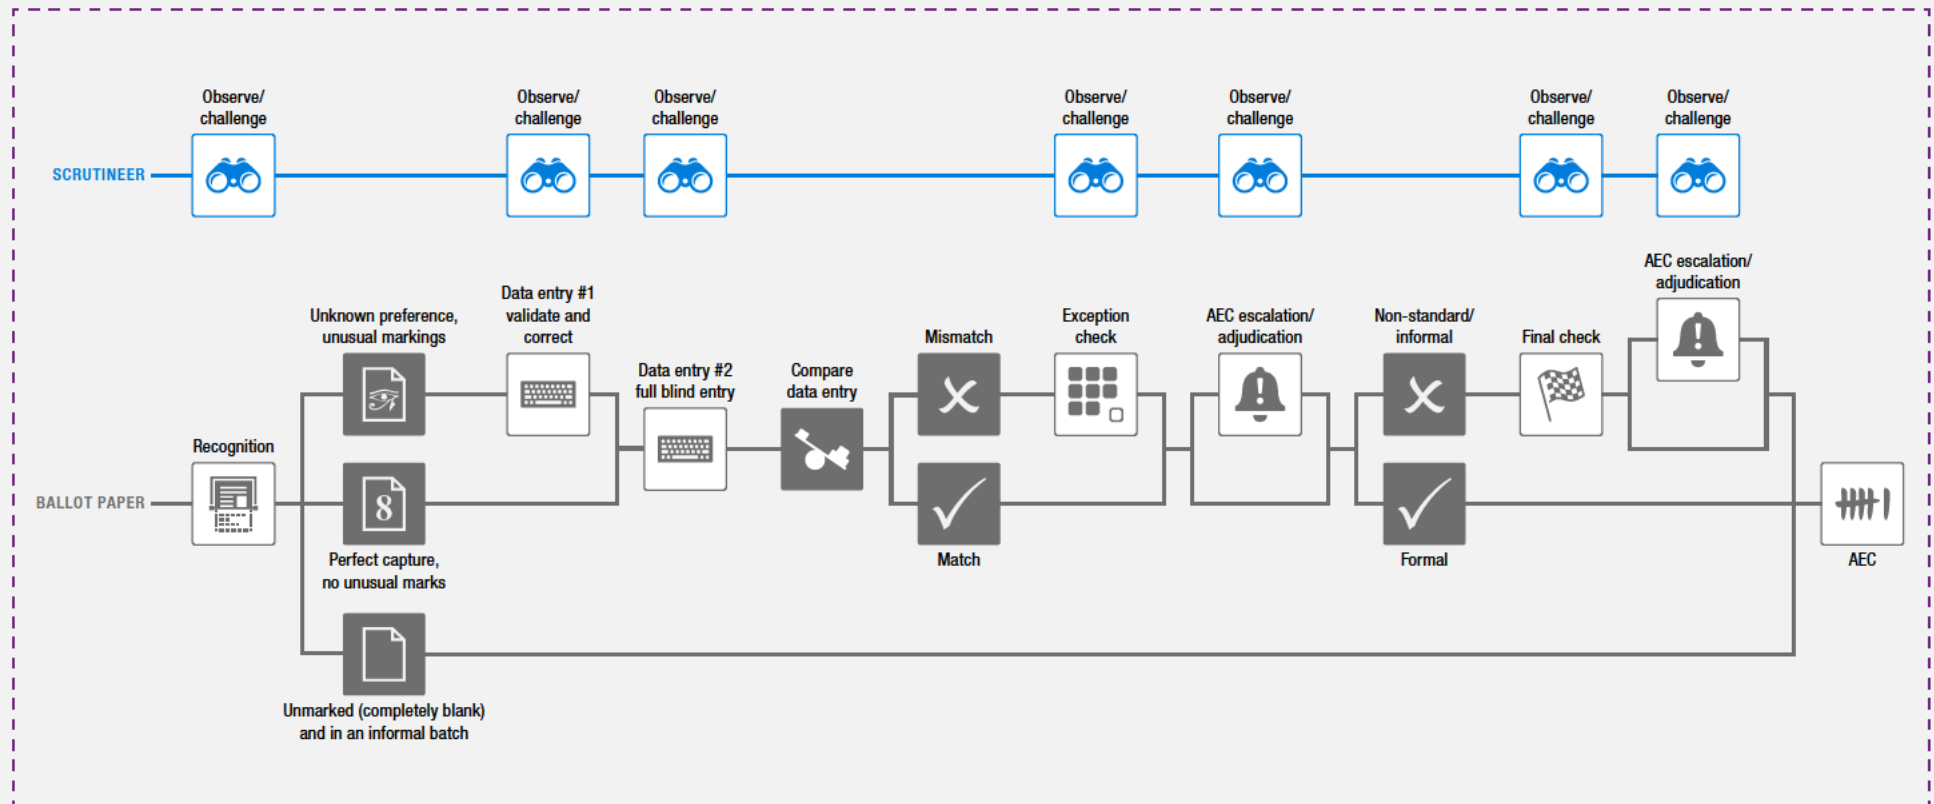 Observe/
challenge
Observe/
challenge
Observe/
challenge
Observe/
challenge
Observe/
challenge
Observe/
challenge
Observe/
challenge
SCRUTINEER
AEC escalation/
adjudication
Data entry #1
validate and
correct
Unknown preference,
unusual markings
Mismatch
Exception
check
AEC escalation/
adjudication
Non-standard/
informal
Final check
Data entry #2
full blind entry
Compare
data entry
Recognition
BALLOT PAPER
8
Perfect capture,
no unusual marks
Match
Formal
AEC
Unmarked (completely blank)
and in an informal batch